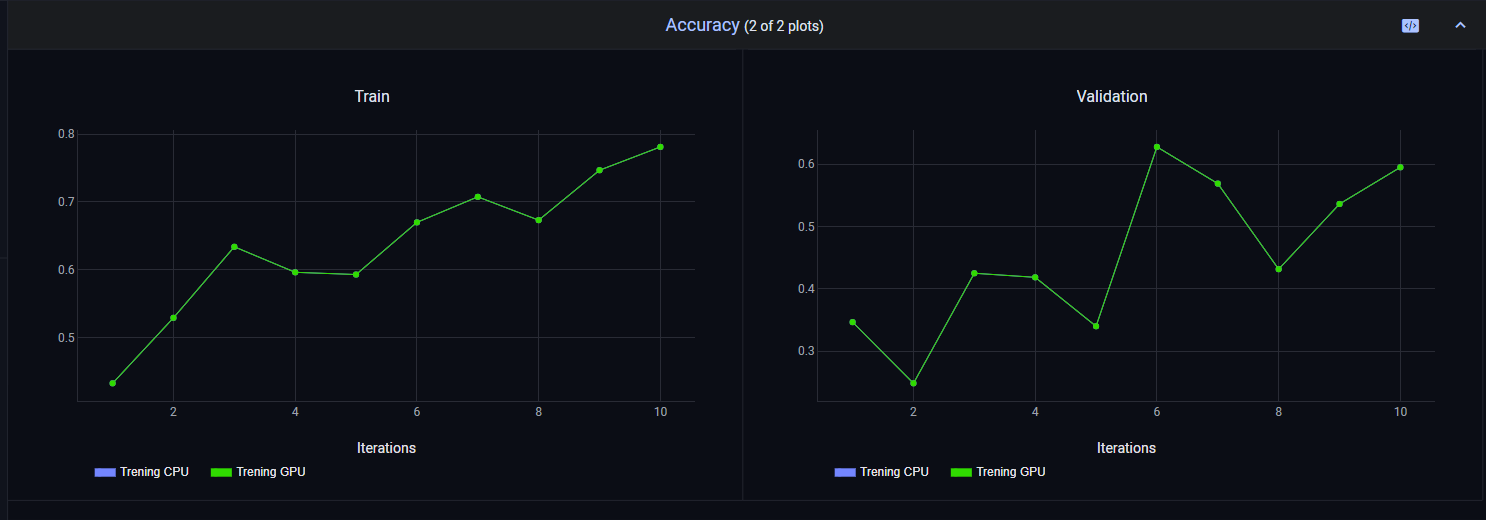 Accuracy (2 of 2 plots)
Train
0.8
0.7
0.6
0.5
2 4 6 8 10
Iterations
Trening CPU Trening GPU
Validation
0.6
0.5
0.4
0.3
2 4 6 8 10
Iterations
Trening CPU Trening GPU